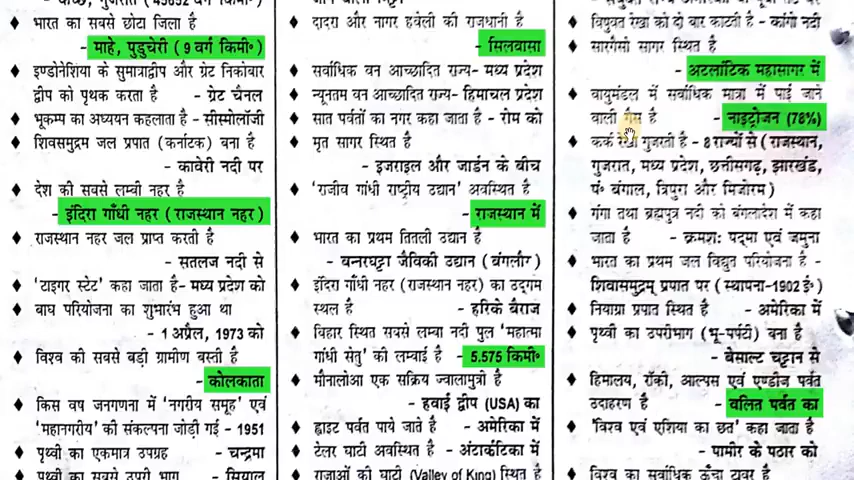 भारत का सबसे छोटा जिला है
- माहे, पुडुचेरी (9 वर्ग किमी॰)
इण्डोनेशिया के सुमात्राद्वीप और ग्रेट निकोबार
द्वीप को पृथक करता है - ग्रेट चैनल
भूकम्प का अध्ययन कहलाता है - सीस्मोलॉजी
शिवसमुद्रम जल प्रपात (कर्नाटक) बना है
- कावेरी नदी पर
देश की सबसे लम्बी नहर है
- इंदिरा गाँधी नहर (राजस्थान नहर)
राजस्थान नहर जल प्राप्त करती है
- सतलज नदी से
'टाइगर स्टेट' कहा जाता है- मध्य प्रदेश को
बाघ परियोजना का शुभारंभ हुआ था
- 1 अप्रैल, 1973 को
विश्व की सबसे बड़ी ग्रामीण बस्ती है
- कोलकाता
किस वष जनगणना में 'नगरीय समूह' एवं
'महानगरीय' की संकल्पना जोड़ी गई - 1951
पृथ्वी का एकमात्र उपग्रह - चन्द्रमा
पृथ्वी का सबसे उपरी भाग - सियाल
दादरा और नागर हवेली की राजधानी है
- सिलवासा
सर्वाधिक वन आच्छादित राज्य- मध्य प्रदेश
न्यूनतम वन आच्छादित राज्य- हिमाचल प्रदेश
सात पर्वतों का नगर कहा जाता है - रोम को
मृत सागर स्थित है
- इजराइल और जार्डन के बीच
'राजीव गांधी राष्ट्रीय उद्यान' अवस्थित है
- राजस्थान में
भारत का प्रथम तितली उद्यान है
- बन्नरघट्टा जैविकी उद्यान (बंगलौर)
इंदिरा गाँधी नहर (राजस्थान नहर) का उद्गम
स्थल है - हरिके बैराज
बिहार स्थित सबसे लम्बा नदी पुल 'महात्मा
गांधी सेतु' की लम्बाई है - 5.575 किमी॰
मौनालोआ एक सक्रिय ज्वालामुत्री है
- हवाई द्वीप (USA) का
ह्वाइट पर्वत पाये जाते है - अमेरिका में
टेलर घाटी अवस्थित है - अंटार्कटिका में
राजाओं की घाटी (Valley of King) स्थित है
विषुवत रेखा को दो बार काटती है - कांगो नदी
सारगैसो सागर स्थित है
- अटलांटिक महासागर में
वायुमंडल में सर्वाधिक मात्रा में पाई जाने
वाली गैस है - नाइट्रोजन (78%)
कर्क रेखा गुजरती है - 8 राज्यों से (राजस्थान,
गुजरात, मध्य प्रदेश, छत्तीसगढ़, झारखंड,
पं॰ बंगाल, त्रिपुरा और मिजोरम)
गंगा तथा ब्रह्मपुत्र नदी को बंगलादेश में कहा
जाता है - क्रमशः पद्मा एवं जमुना
भारत का प्रथम जल विद्युत परियोजना है -
शिवासमुद्रम् प्रपात पर (स्थापना-1902 ई॰)
नियाग्रा प्रपात स्थित है - अमेरिका में
पृथ्वी का उपरीभाग (भू-पर्पटी) बना है
- बेसाल्ट चट्टान से
हिमालय, रॉकी, आल्पस एवं एण्डीज पर्वत
उदाहरण है - वलित पर्वत का
'विश्व एवं एशिया का छत' कहा जाता है
- पामीर के पठार को
विश्व का सर्वाधिक ऊँचा टावर है